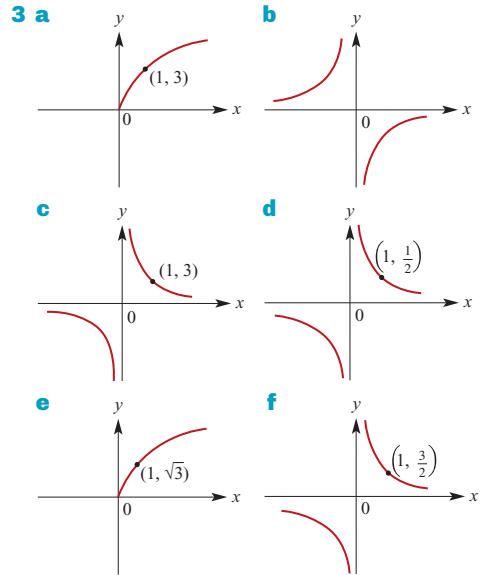 3 a
y
(1, 3)
0
x
b
y
0
x
c
y
(1, 3)
0
x
d
y
(1, 1/2)
0
x
e
y
(1, √3)
0
x
f
y
(1, 3/2)
0
x